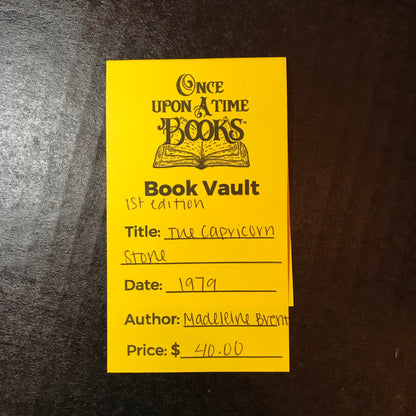 ONCE
UPON A TIME
BOOKS
Book Vault
1st edition
Title: The Capricorn
Stone
Date: 1979
Author: Madeleine Brent
Price: $ 40.00